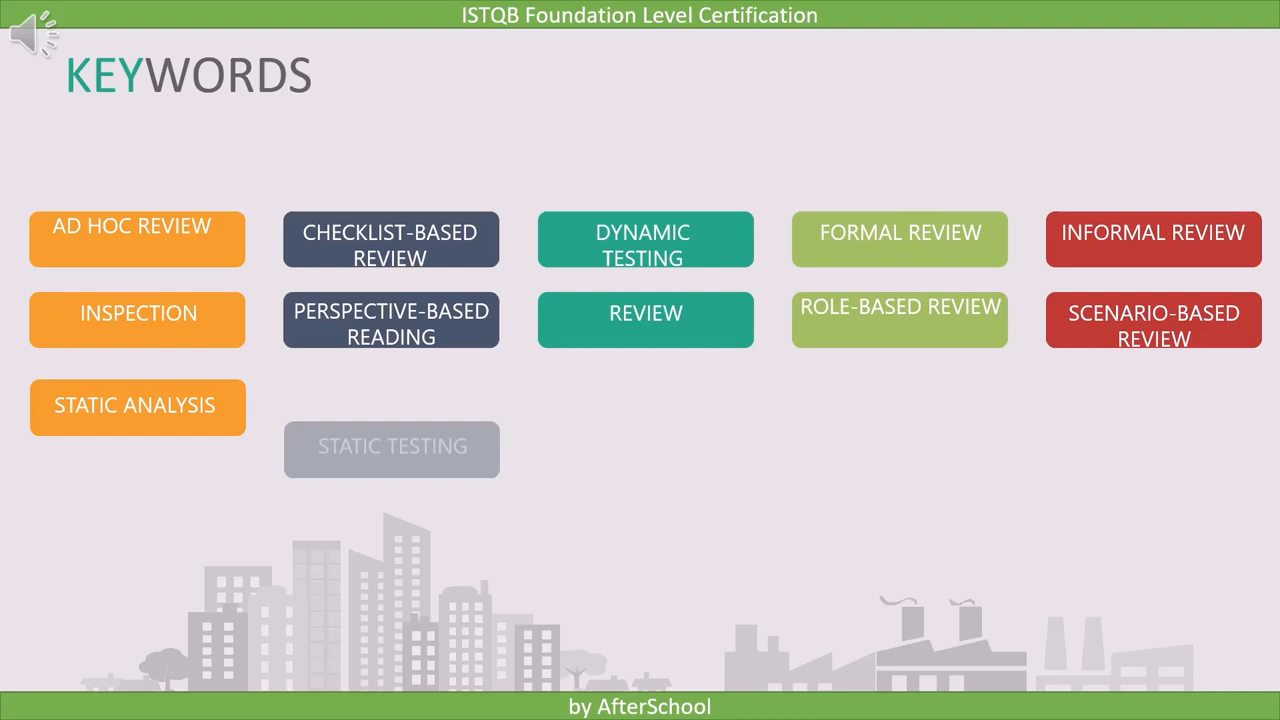 ISTQB Foundation Level Certification
KEYWORDS
AD HOC REVIEW
CHECKLIST-BASED
REVIEW
DYNAMIC
TESTING
FORMAL REVIEW
INFORMAL REVIEW
INSPECTION
PERSPECTIVE-BASED
READING
REVIEW
ROLE-BASED REVIEW
SCENARIO-BASED
REVIEW
STATIC ANALYSIS
STATIC TESTING
by AfterSchool